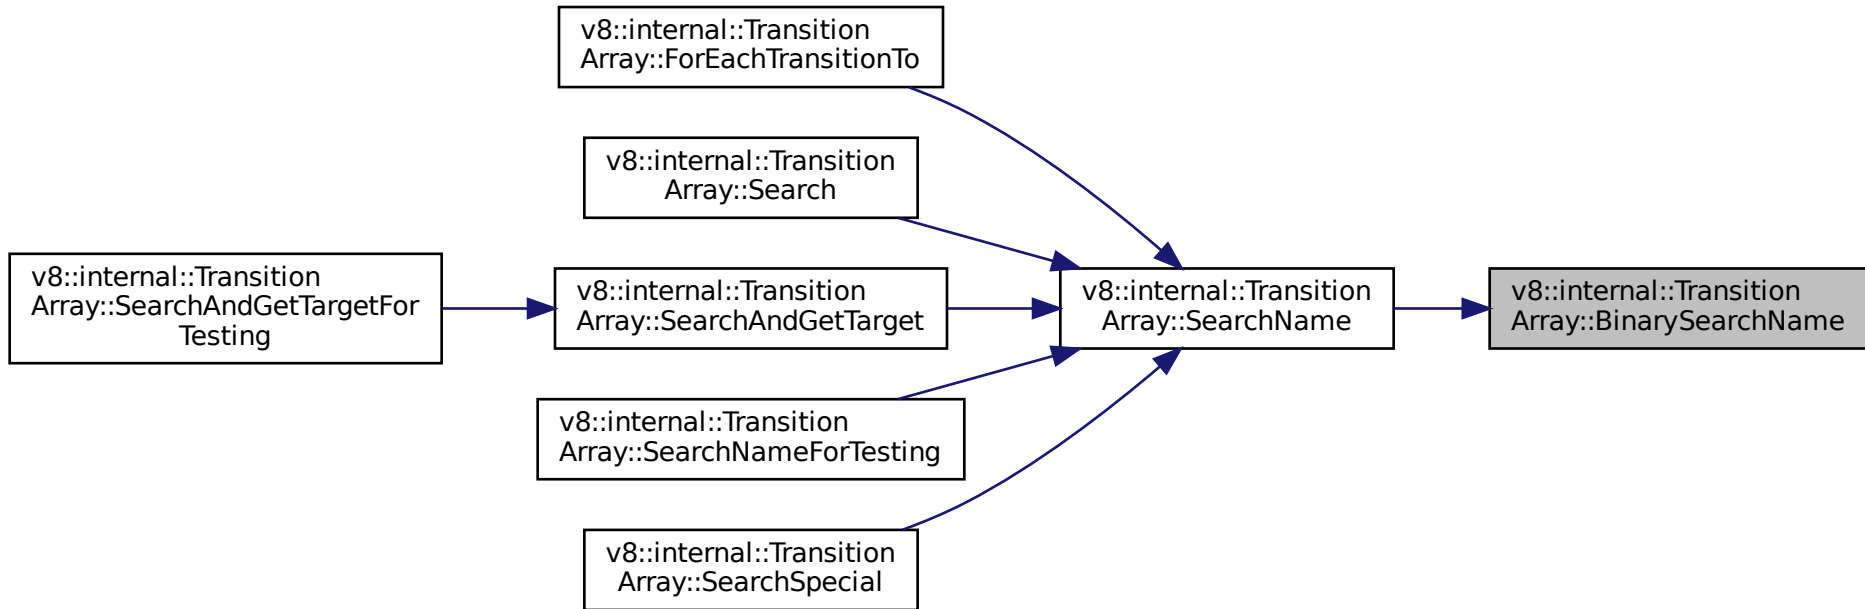 v8::internal::Transition
Array::ForEachTransitionTo
v8::internal::Transition
Array::Search
v8::internal::Transition
Array::SearchAndGetTargetFor
Testing
v8::internal::Transition
Array::SearchAndGetTarget
v8::internal::Transition
Array::SearchName
v8::internal::Transition
Array::BinarySearchName
v8::internal::Transition
Array::SearchNameForTesting
v8::internal::Transition
Array::SearchSpecial